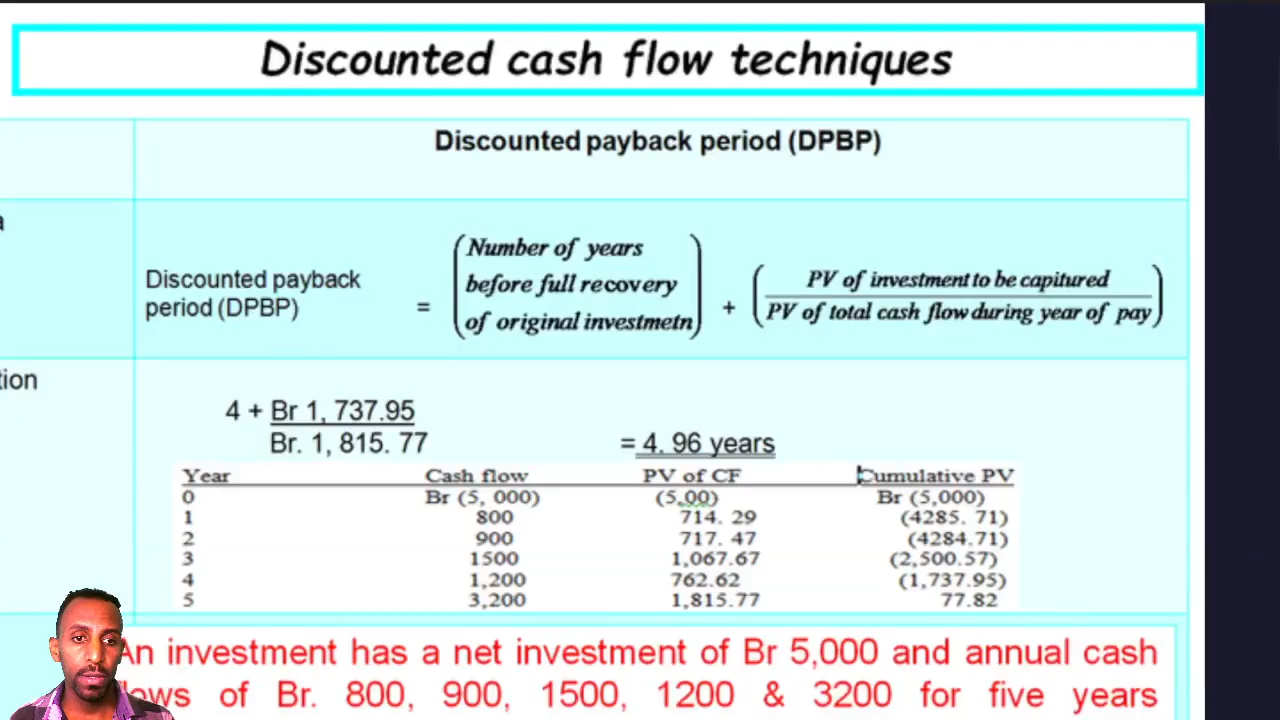 Discounted cash flow techniques
Discounted payback period (DPBP)
a
Discounted payback
period (DPBP)
=
Number of years
before full recovery
of original investmetn
+
PV of investment to be capitured
PV of total cash flow during year of pay
tion
4 + Br 1, 737.95
Br. 1, 815. 77 = 4. 96 years
Year Cash flow PV of CF Cumulative PV
0 Br (5, 000) (5,00) Br (5,000)
1 800 714. 29 (4285. 71)
2 900 717. 47 (4284.71)
3 1500 1,067.67 (2,500.57)
4 1,200 762.62 (1,737.95)
5 3,200 1,815.77 77.82
An investment has a net investment of Br 5,000 and annual cash
lows of Br. 800, 900, 1500, 1200 & 3200 for five years